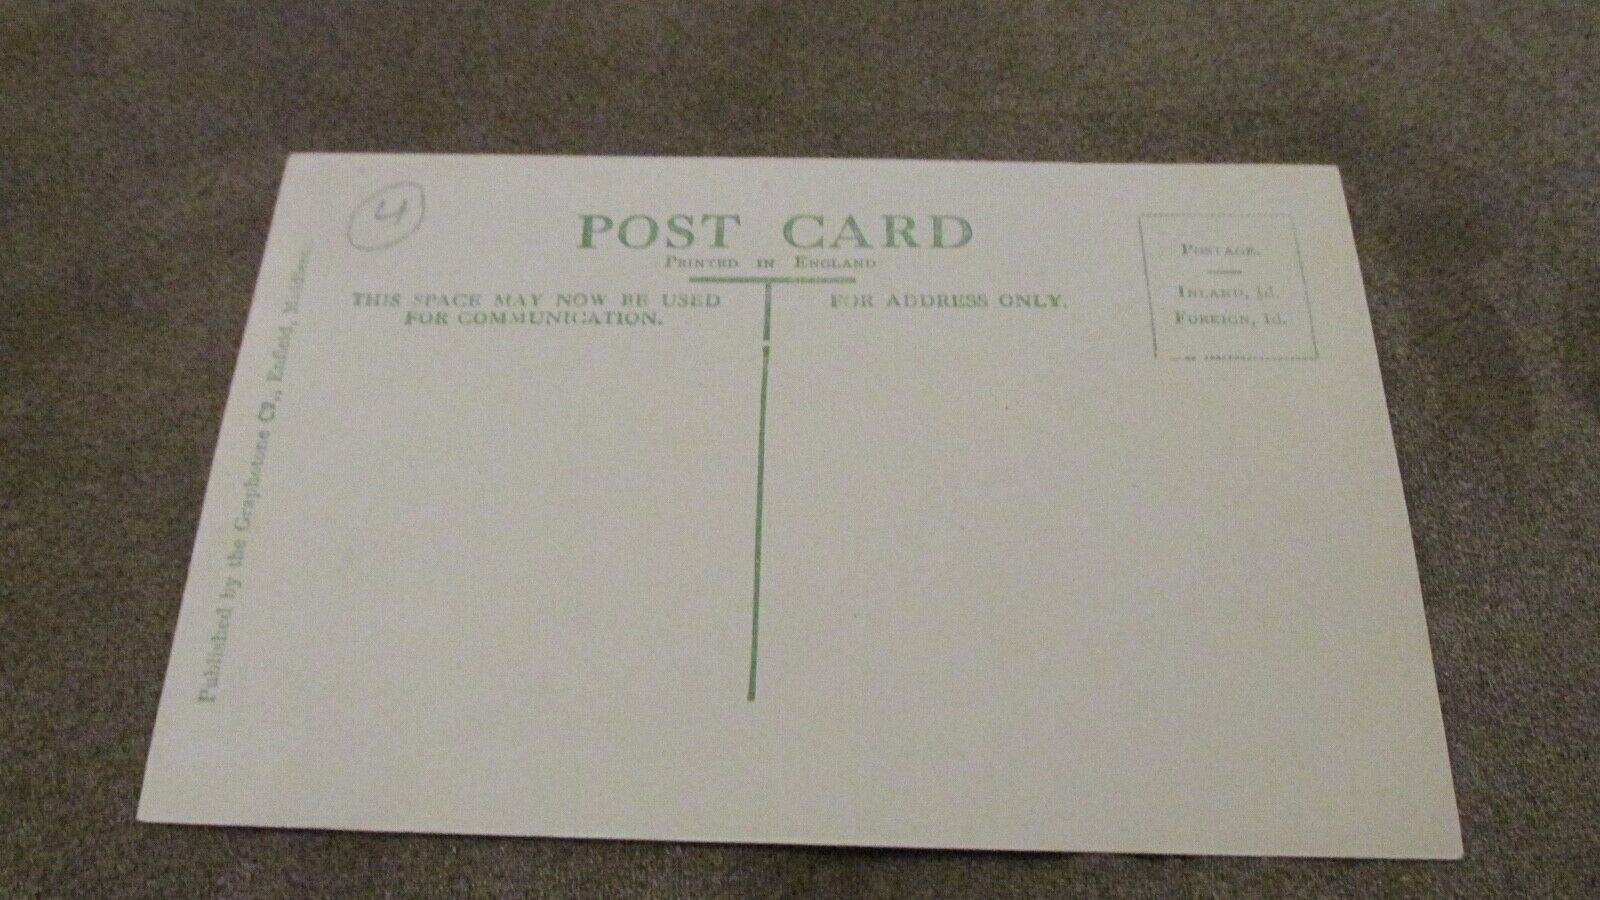 4
POST CARD
PRINTED IN ENGLAND
THIS SPACE MAY NOW BE USED
FOR COMMUNICATION.
FOR ADDRESS ONLY.
POSTAGE.
INLAND, ½d.
FOREIGN, 1d.
Published by the Graphotone Co., Enfield, Middlesex.